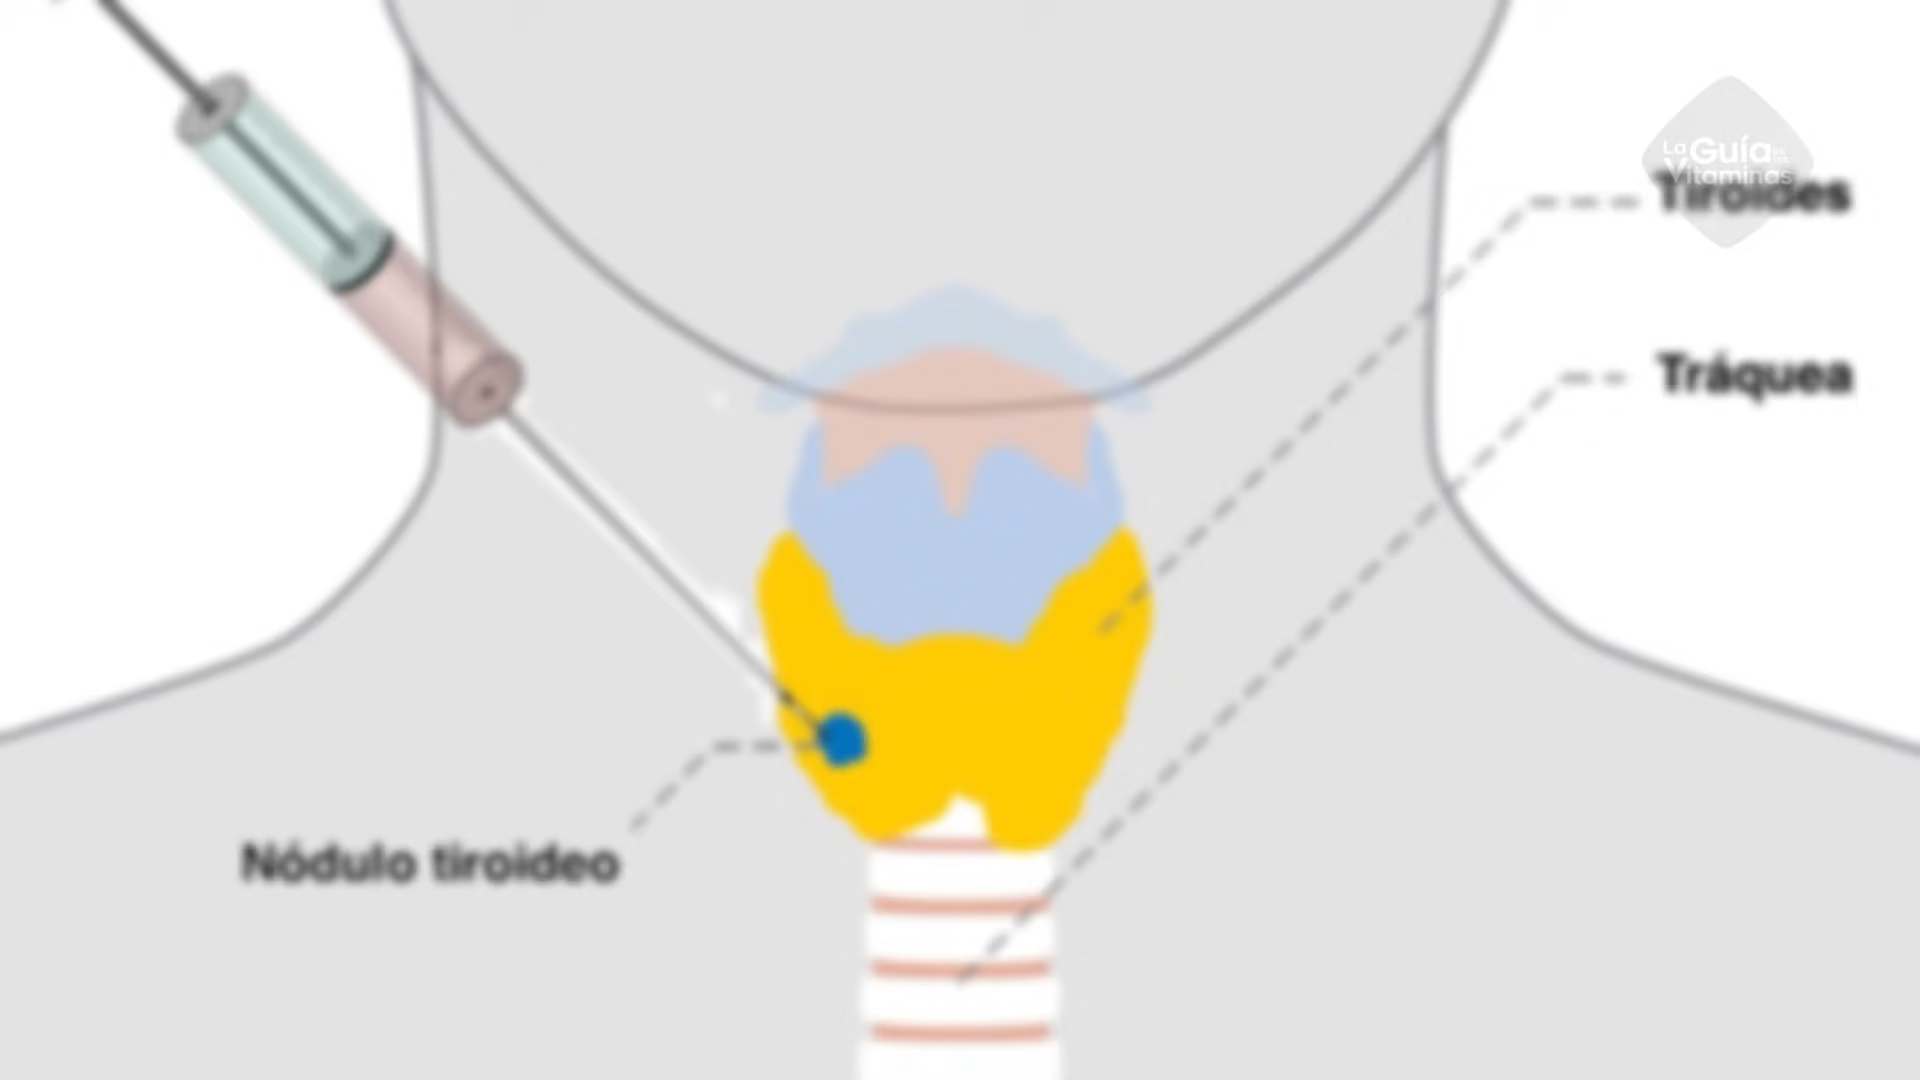 La Guía de las
Vitaminas
Tiroides
Tráquea
Nódulo tiroideo